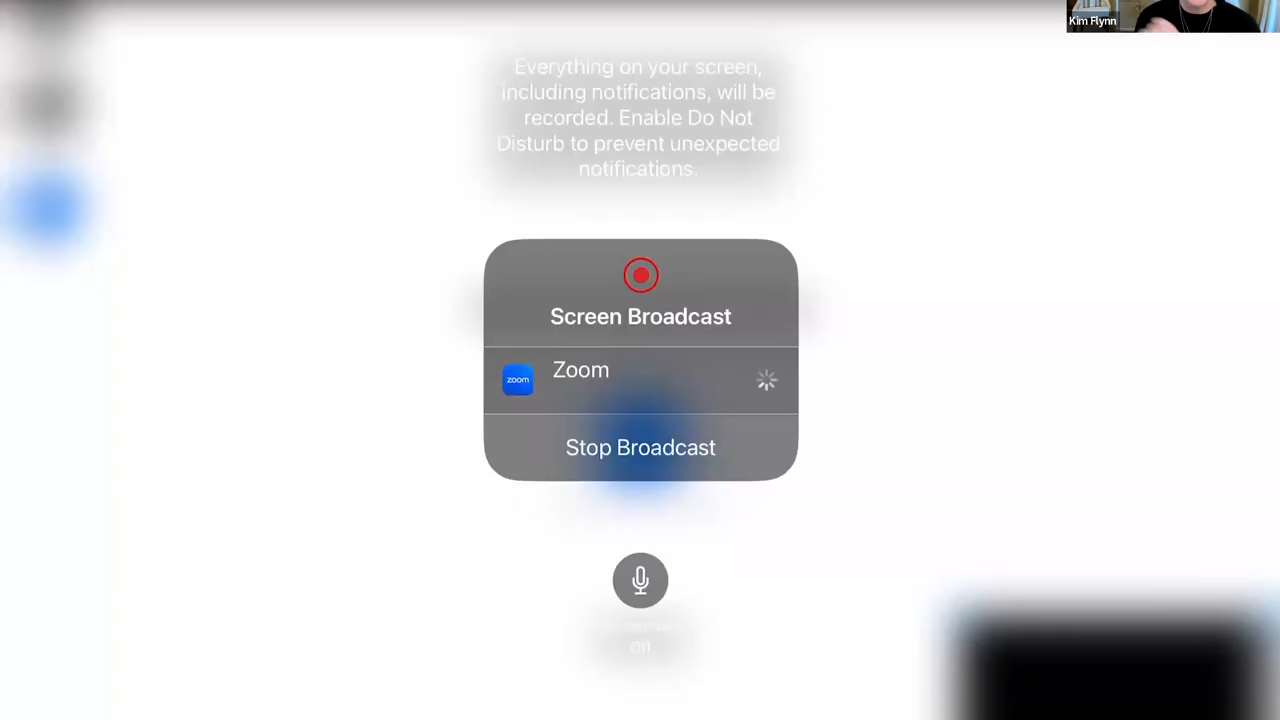 Kim Flynn
Everything on your screen,
including notifications, will be
recorded. Enable Do Not
Disturb to prevent unexpected
notifications.
Screen Broadcast
zoom
Zoom
Stop Broadcast
Off